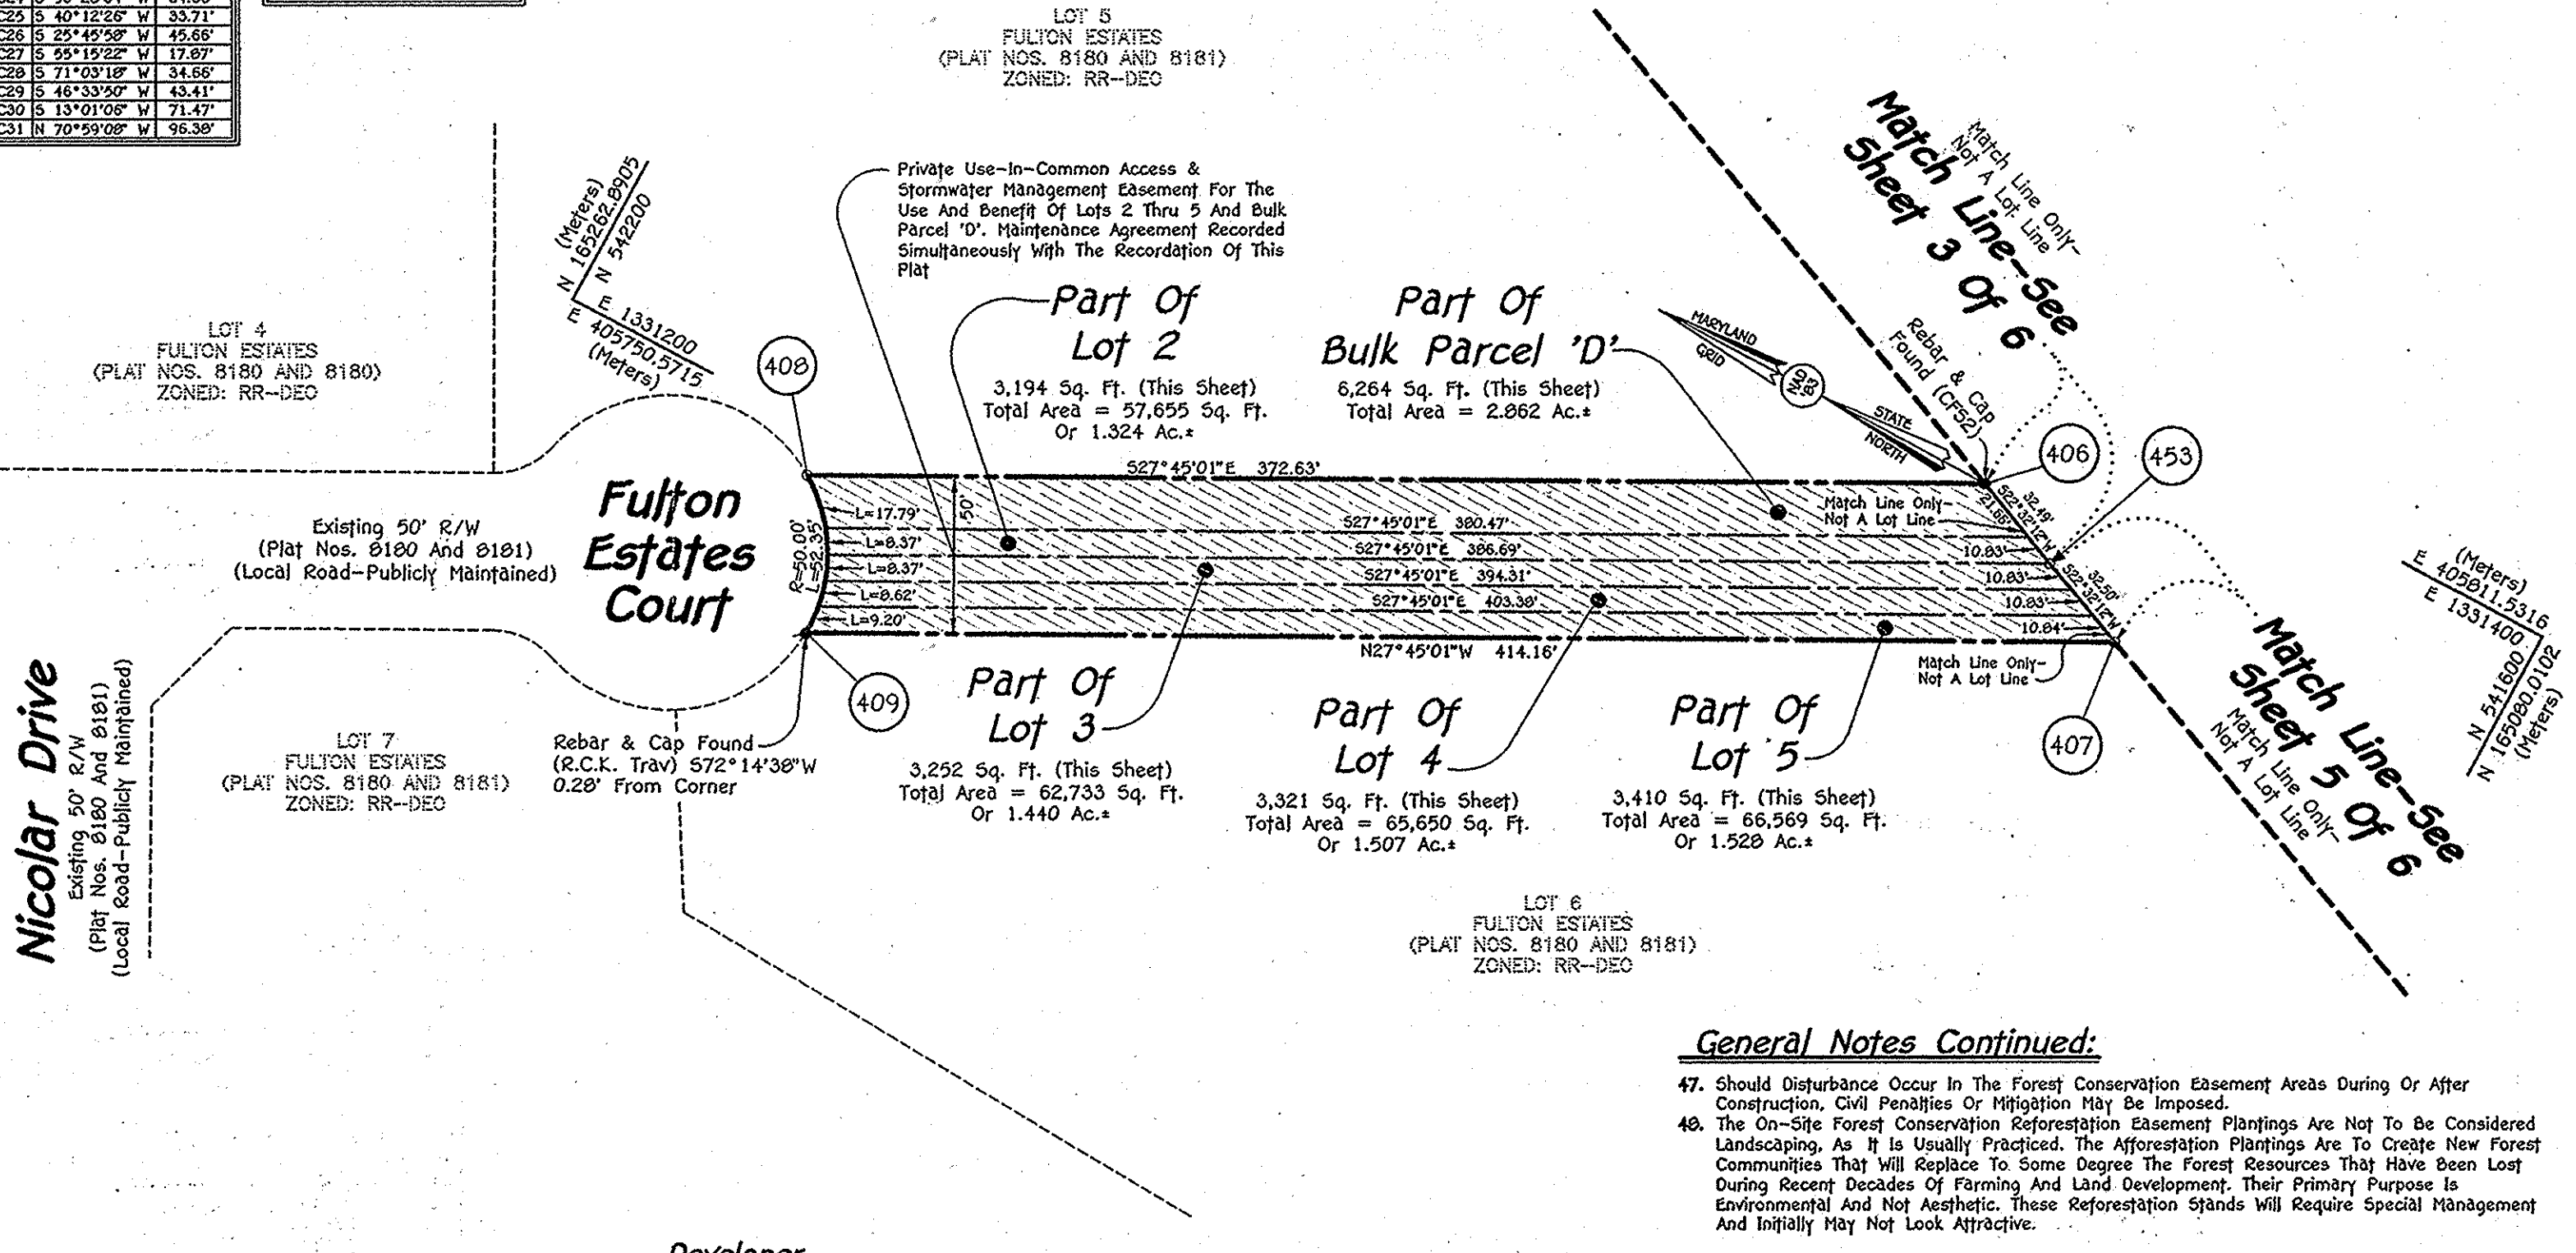 C25 S 40°12'26" W 33.71'
C26 S 25°45'58" W 45.66'
C27 S 55°15'22" W 17.87'
C28 S 71°03'18" W 34.66'
C29 S 46°33'50" W 43.41'
C30 S 13°01'06" W 71.47'
C31 N 70°59'08" W 96.38'
LOT 5
FULTON ESTATES
(PLAT NOS. 8180 AND 8181)
ZONED: RR-DEO
Match Line-See
Sheet 3 Of 6
Match Line Only-
Not A Lot Line
Private Use-In-Common Access &
Stormwater Management Easement For The
Use And Benefit Of Lots 2 Thru 5 And Bulk
Parcel 'D'. Maintenance Agreement Recorded
Simultaneously With The Recordation Of This
Plat
(Meters)
N 165262.8905
N 542200
E 1331200
E 405750.5715
(Meters)
LOT 4
FULTON ESTATES
(PLAT NOS. 8180 AND 8180)
ZONED: RR-DEO
408
Part Of
Lot 2
3,194 Sq. Ft. (This Sheet)
Total Area = 57,655 Sq. Ft.
Or 1.324 Ac.±
Part Of
Bulk Parcel 'D'
6,264 Sq. Ft. (This Sheet)
Total Area = 2.862 Ac.±
MARYLAND
GRID
NAD
'83
STATE
NORTH
Rebar & Cap
Found (CF52)
406
453
Fulton
Estates
Court
Existing 50' R/W
(Plat Nos. 8180 And 8181)
(Local Road-Publicly Maintained)
R=50.00'
L=52.35'
S27°45'01"E 372.63'
50'
L=17.79'
L=8.37'
L=8.37'
L=8.62'
L=9.20'
S27°45'01"E 380.47'
S27°45'01"E 386.69'
S27°45'01"E 394.31'
S27°45'01"E 403.38'
N27°45'01"W 414.16'
Match Line Only-
Not A Lot Line
32.49'
S22°32'12"W
21.66'
10.83'
10.83'
10.83'
10.84'
32.50'
S22°32'12"W
Match Line Only-
Not A Lot Line
409
407
(Meters)
E 405811.5316
E 1331400
N 541600
N 165080.0102
(Meters)
Match Line-See
Sheet 5 Of 6
Match Line Only-
Not A Lot Line
Nicolar Drive
Existing 50' R/W
(Plat Nos. 8180 And 8181)
(Local Road-Publicly Maintained)
LOT 7
FULTON ESTATES
(PLAT NOS. 8180 AND 8181)
ZONED: RR-DEO
Rebar & Cap Found
(R.C.K. Trav) S72°14'38"W
0.28' From Corner
Part Of
Lot 3
3,252 Sq. Ft. (This Sheet)
Total Area = 62,733 Sq. Ft.
Or 1.440 Ac.±
Part Of
Lot 4
3,321 Sq. Ft. (This Sheet)
Total Area = 65,650 Sq. Ft.
Or 1.507 Ac.±
Part Of
Lot 5
3,410 Sq. Ft. (This Sheet)
Total Area = 66,569 Sq. Ft.
Or 1.528 Ac.±
LOT 6
FULTON ESTATES
(PLAT NOS. 8180 AND 8181)
ZONED: RR-DEO
General Notes Continued:
47. Should Disturbance Occur In The Forest Conservation Easement Areas During Or After
Construction, Civil Penalties Or Mitigation May Be Imposed.
48. The On-Site Forest Conservation Reforestation Easement Plantings Are Not To Be Considered
Landscaping, As It Is Usually Practiced. The Afforestation Plantings Are To Create New Forest
Communities That Will Replace To Some Degree The Forest Resources That Have Been Lost
During Recent Decades Of Farming And Land Development. Their Primary Purpose Is
Environmental And Not Aesthetic. These Reforestation Stands Will Require Special Management
And Initially May Not Look Attractive.